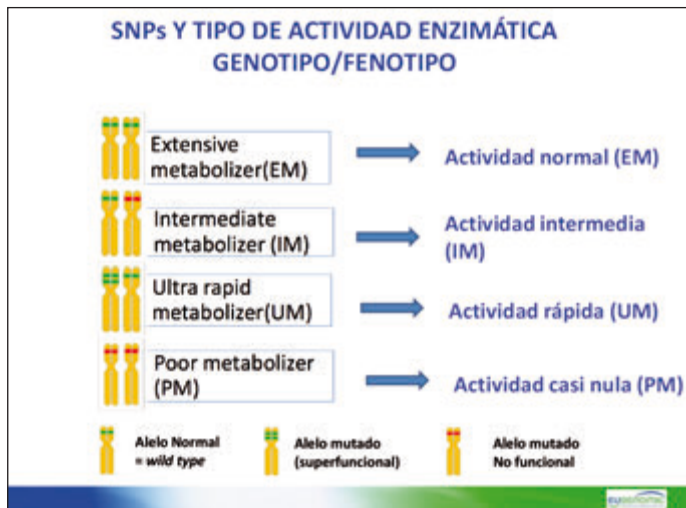 SNPs Y TIPO DE ACTIVIDAD ENZIMÁTICA
GENOTIPO/FENOTIPO
Extensive
metabolizer(EM)
Actividad normal (EM)
Intermediate
metabolizer (IM)
Actividad intermedia
(IM)
Ultra rapid
metabolizer(UM)
Actividad rápida (UM)
Poor metabolizer
(PM)
Actividad casi nula (PM)
Alelo Normal
= wild type
Alelo mutado
(superfuncional)
Alelo mutado
No funcional